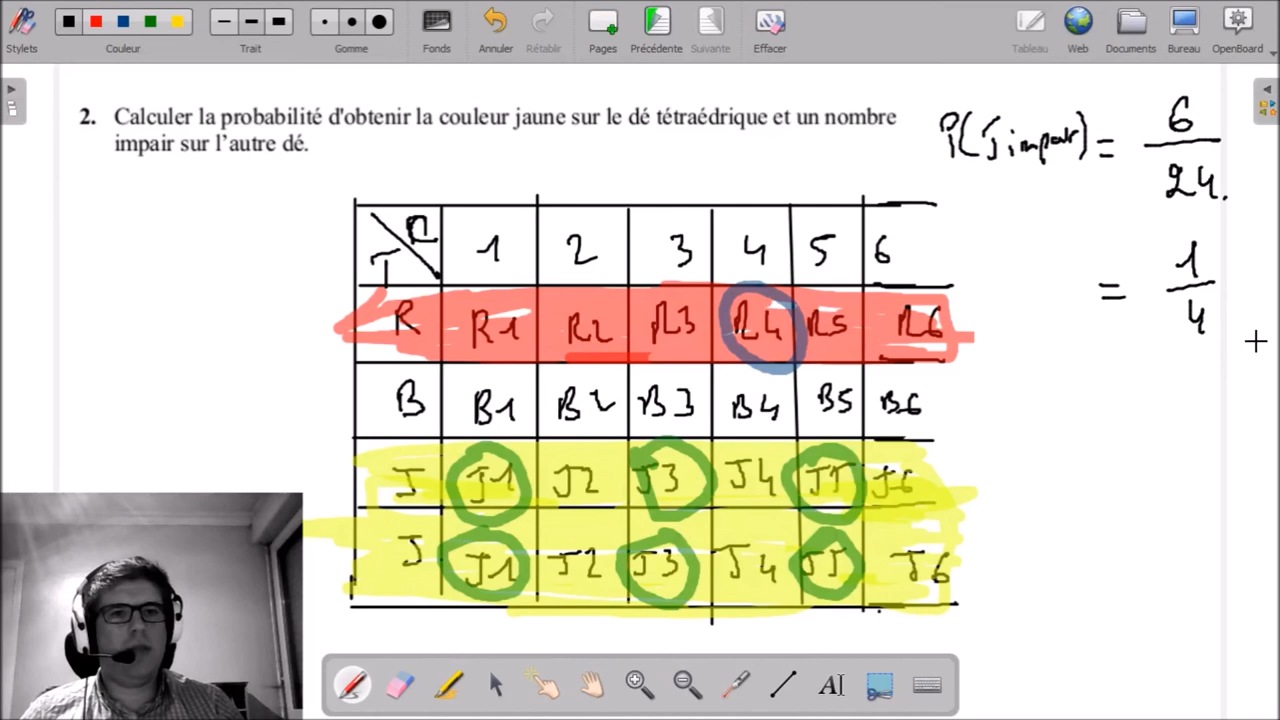 Stylets Couleur Trait Gomme Fonds Annuler Rétablir Pages Précédente Suivante Effacer Tableau Web Documents Bureau OpenBoard
2. Calculer la probabilité d'obtenir la couleur jaune sur le dé tétraédrique et un nombre
impair sur l'autre dé.
P(J impair) = 6/24.
= 1/4
T C 1 2 3 4 5 6
R R1 R2 R3 R4 R5 R6
B B1 B2 B3 B4 B5 B6
J J1 J2 J3 J4 J5 J6
J J1 J2 J3 J4 J5 J6
AI